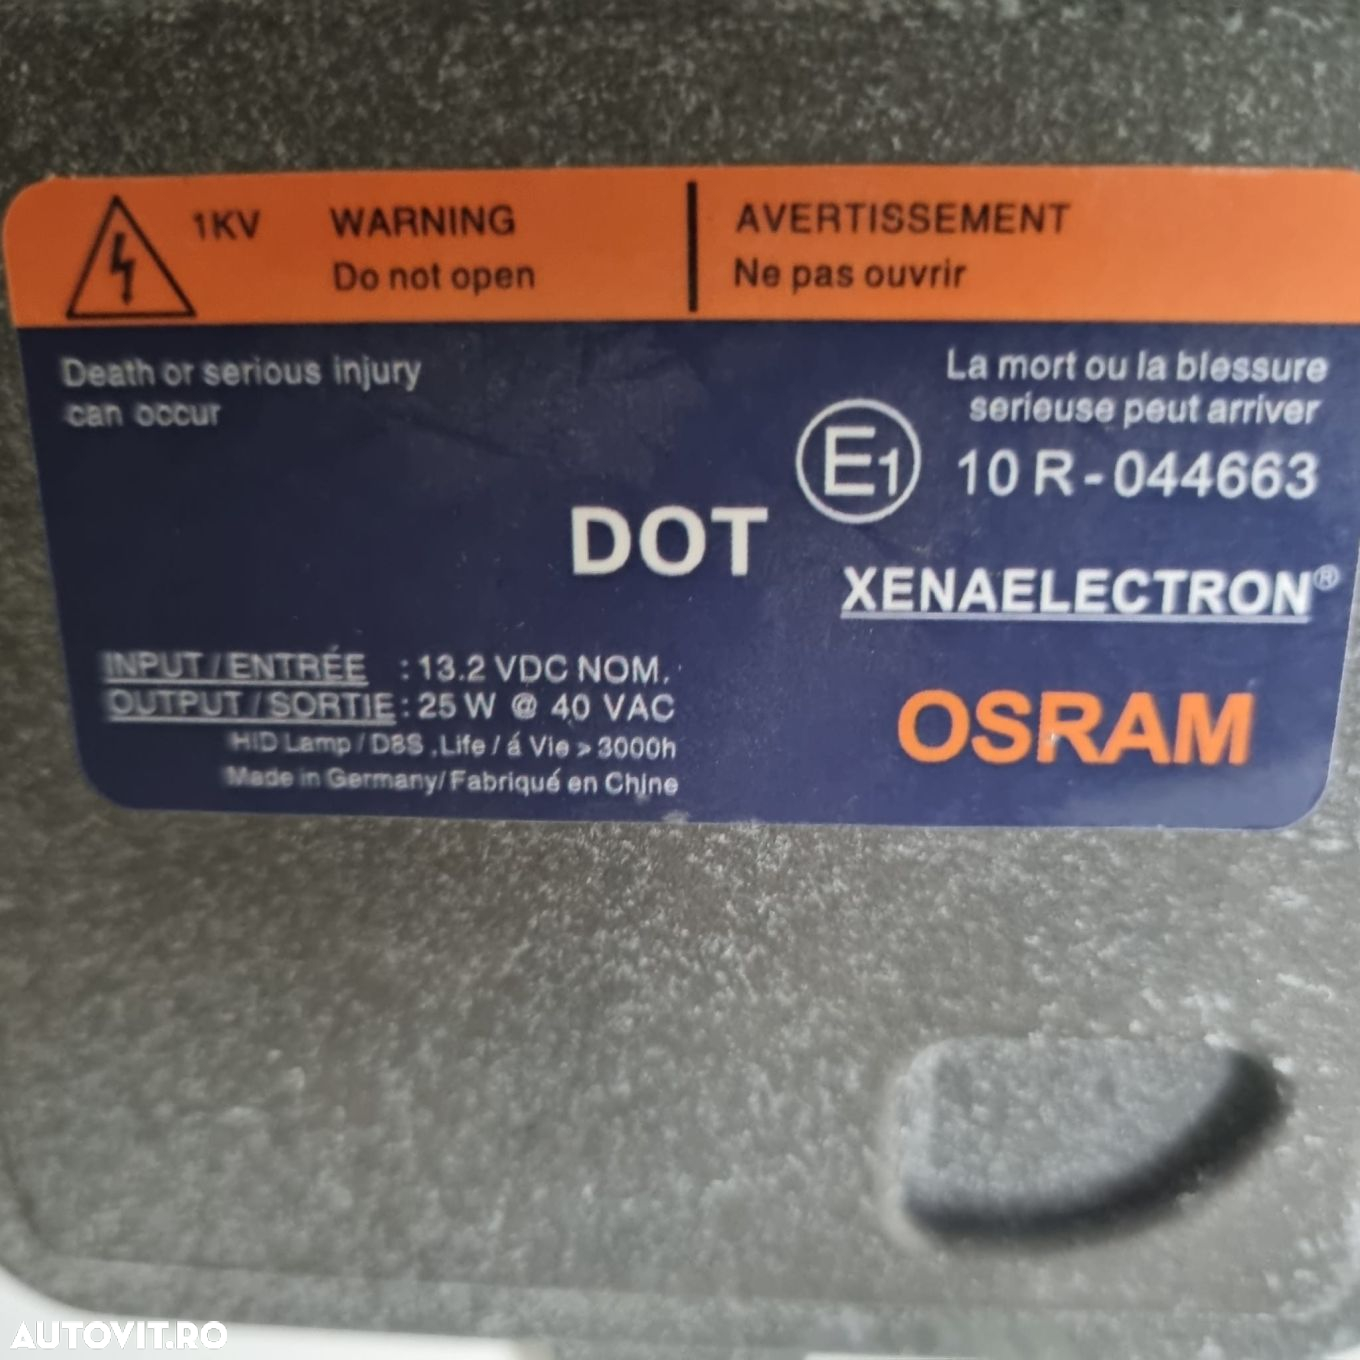 1KV WARNING AVERTISSEMENT
Do not open Ne pas ouvrir
Death or serious injury
can occur
La mort ou la blessure
serieuse peut arriver
E1 10 R - 044663
DOT
XENAELECTRON®
INPUT / ENTRÉE : 13.2 VDC NOM.
OUTPUT / SORTIE : 25 W @ 40 VAC
HID Lamp / D8S , Life / á Vie > 3000h
Made in Germany/ Fabriqué en Chine
OSRAM
AUTOVIT.RO